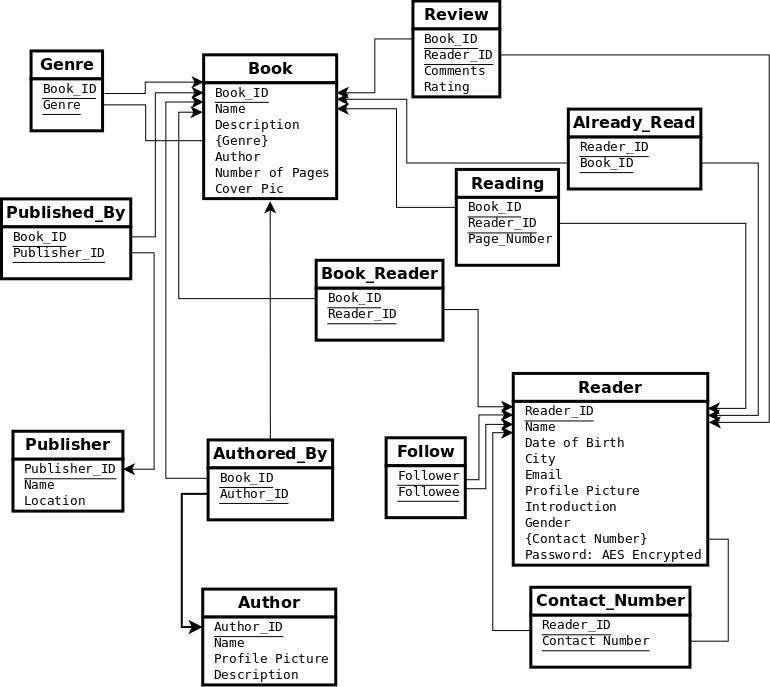 Review
Book_ID
Reader_ID
Comments
Rating
Genre
Book_ID
Genre
Book
Book_ID
Name
Description
{Genre}
Author
Number of Pages
Cover Pic
Already_Read
Reader_ID
Book_ID
Reading
Book_ID
Reader_ID
Page_Number
Published_By
Book_ID
Publisher_ID
Book_Reader
Book_ID
Reader_ID
Reader
Reader_ID
Name
Date of Birth
City
Email
Profile Picture
Introduction
Gender
{Contact Number}
Password: AES Encrypted
Publisher
Publisher_ID
Name
Location
Authored_By
Book_ID
Author_ID
Follow
Follower
Followee
Author
Author_ID
Name
Profile Picture
Description
Contact_Number
Reader_ID
Contact Number